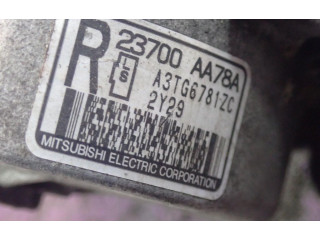 R 23700 AA78A
L
S
A3TG6781ZC
2Y29
MITSUBISHI ELECTRIC CORPORATION